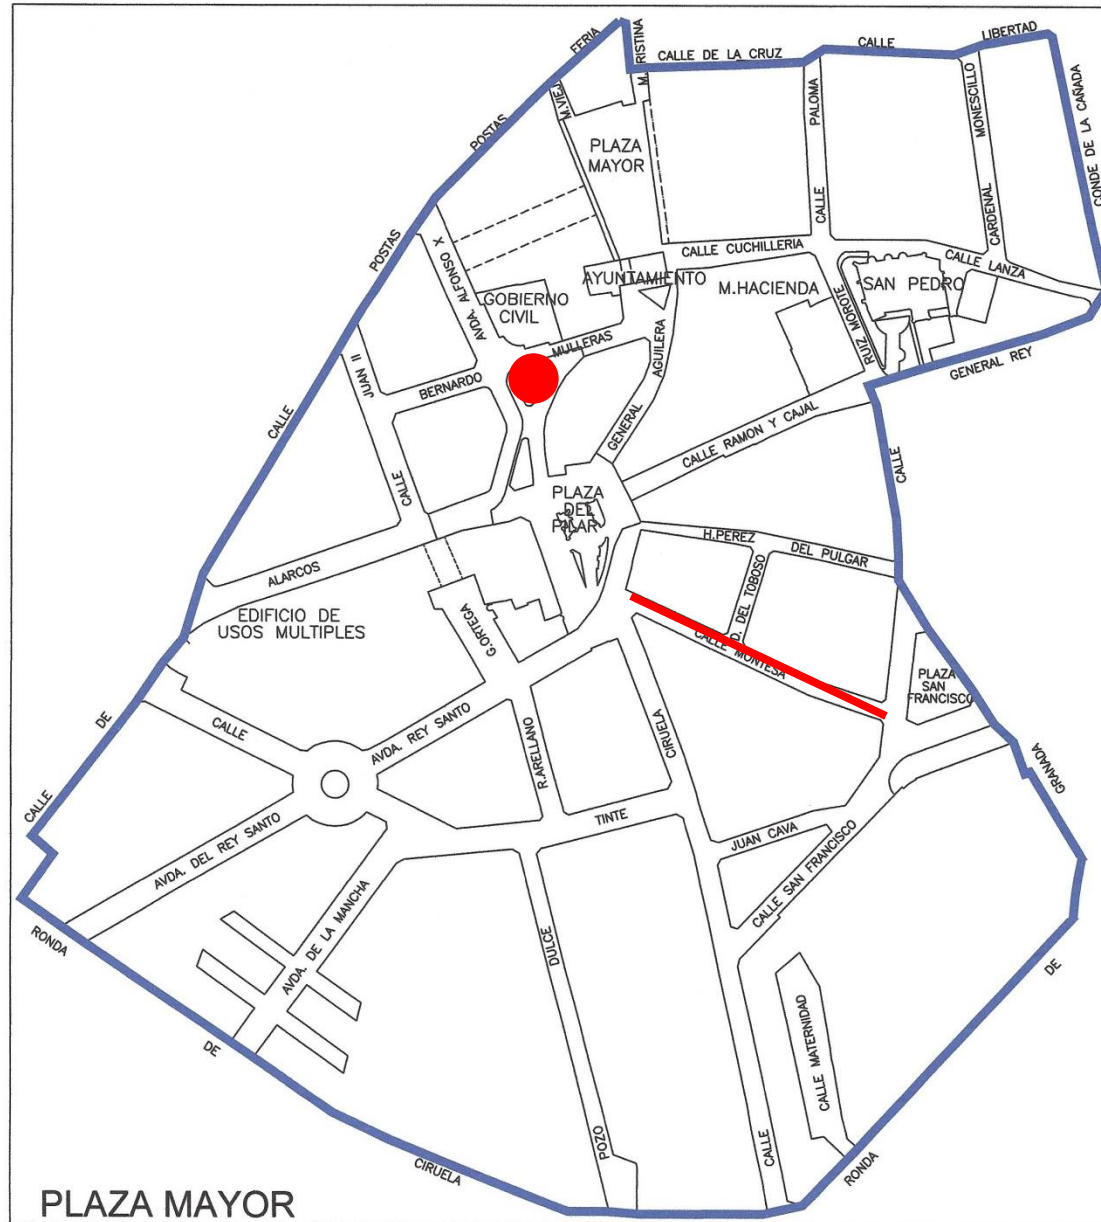 FERIA
M. CRISTINA
CALLE DE LA CRUZ
CALLE
LIBERTAD
POSTAS
M.VIEJ
PALOMA
MONESCILLO
CONDE DE LA CAÑADA
PLAZA
MAYOR
CALLE
CARDENAL
POSTAS
AVDA. ALFONSO X
CALLE CUCHILLERIA
CALLE LANZA
AYUNTAMIENTO
M.HACIENDA
SAN PEDRO
GOBIERNO
CIVIL
RUIZ MOROTE
MULLERAS
AGUILERA
GENERAL REY
JUAN II
BERNARDO
CALLE
GENERAL
CALLE RAMON Y CAJAL
CALLE
CALLE
PLAZA
DEL
PILAR
H.PEREZ
DEL PULGAR
ALARCOS
D. DEL TOBOSO
EDIFICIO DE
USOS MULTIPLES
G.ORTEGA
CALLE MONTESA
PLAZA
SAN
FRANCISCO
DE
CALLE
AVDA. REY SANTO
R.ARELLANO
CIRUELA
GRANADA
CALLE
TINTE
JUAN CAVA
AVDA. DEL REY SANTO
CALLE SAN FRANCISCO
RONDA
AVDA. DE LA MANCHA
DULCE
DE
DE
CALLE MATERNIDAD
POZO
CALLE
CIRUELA
RONDA
PLAZA MAYOR